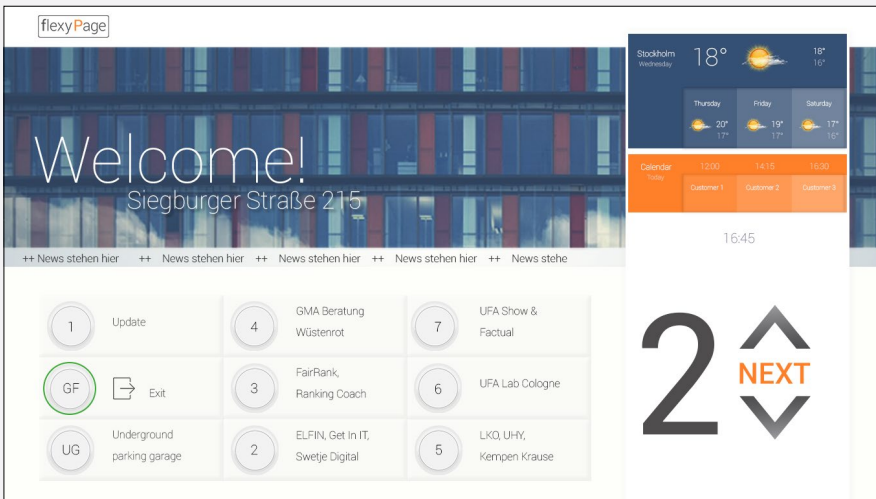 flexyPage
Welcome!
Siegburger Straße 215
++ News stehen hier ++ News stehen hier ++ News stehen hier ++ News stehen hier ++ News stehe
Stockholm
Wednesday
18°
18°
16°
Thursday Friday Saturday
20° 19° 17°
17° 17° 16°
Calendar 12:00 14:15 16:30
Today
Customer 1 Customer 2 Customer 3
16:45
1 Update
4 GMA Beratung
Wüstenrot
7 UFA Show &
Factual
GF Exit
3 FairRank,
Ranking Coach
6 UFA Lab Cologne
UG Underground
parking garage
2 ELFIN, Get In IT,
Swetje Digital
5 LKO, UHY,
Kempen Krause
2
NEXT